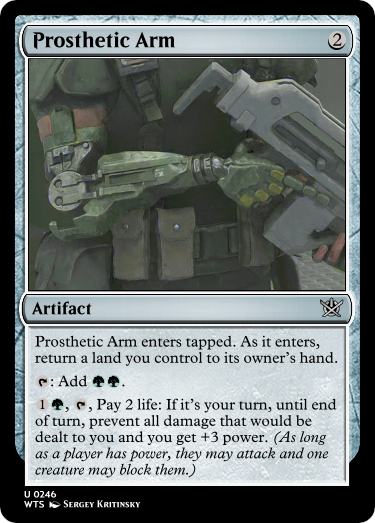 Prosthetic Arm 2
Artifact
Prosthetic Arm enters tapped. As it enters,
return a land you control to its owner's hand.
: Add .
1 , , Pay 2 life: If it's your turn, until end
of turn, prevent all damage that would be
dealt to you and you get +3 power. (As long
as a player has power, they may attack and one
creature may block them.)
U 0246
WTS Sergey Kritinsky